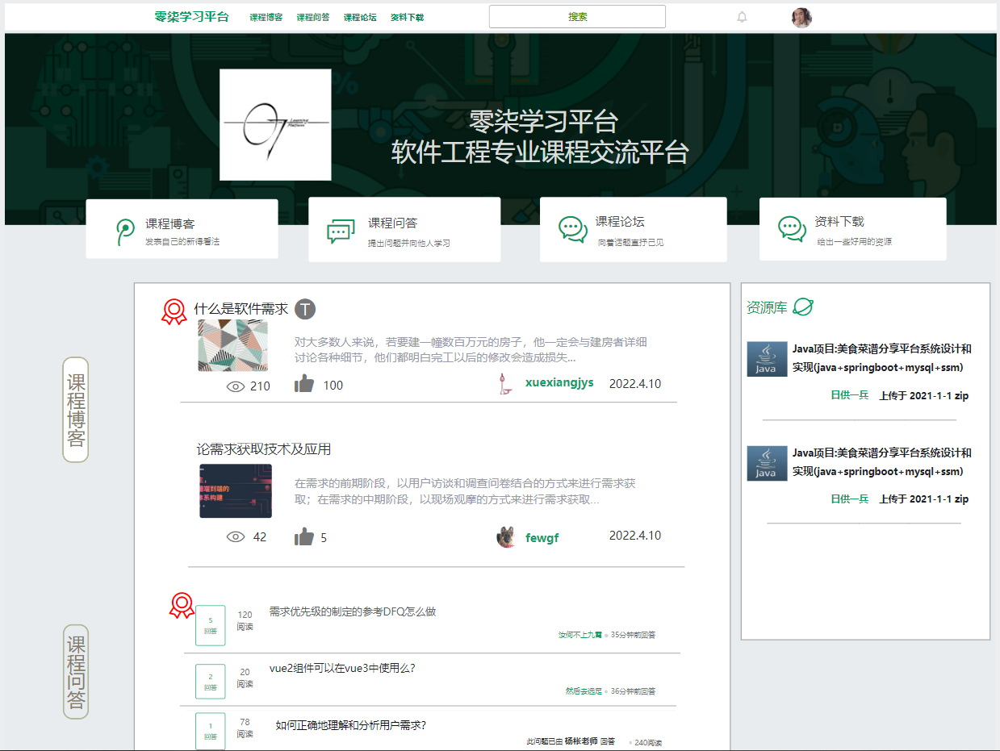 零柒学习平台 课程博客 课程问答 课程论坛 资料下载 搜索
07 Learning
Platform
零柒学习平台
软件工程专业课程交流平台
课程博客
发表自己的新得看法
课程问答
提出问题并向他人学习
课程论坛
向着话题直抒己见
资料下载
给出一些好用的资源
课程博客
什么是软件需求 T
对大多数人来说，若要建一幢数百万元的房子，他一定会与建房者详细
讨论各种细节，他们都明白完工以后的修改会造成损失...
210 100 xuexiangjys 2022.4.10
论需求获取技术及应用
端到端的
体系构建
在需求的前期阶段，以用户访谈和调查问卷结合的方式来进行需求获
取；在需求的中期阶段，以现场观摩的方式来进行需求获取...
42 5 fewgf 2022.4.10
课程问答
5
回答
120
阅读
需求优先级的制定的参考DFQ怎么做
汝何不上九霄 35分钟前回答
2
回答
20
阅读
vue2组件可以在vue3中使用么？
然后去远足 36分钟前回答
1
回答
78
阅读
如何正确地理解和分析用户需求？
此问题已由 杨枨老师 回答 240阅读
资源库
Java
Java项目:美食菜谱分享平台系统设计和
实现(java+springboot+mysql+ssm)
日供一兵 上传于 2021-1-1 zip
Java
Java项目:美食菜谱分享平台系统设计和
实现(java+springboot+mysql+ssm)
日供一兵 上传于 2021-1-1 zip